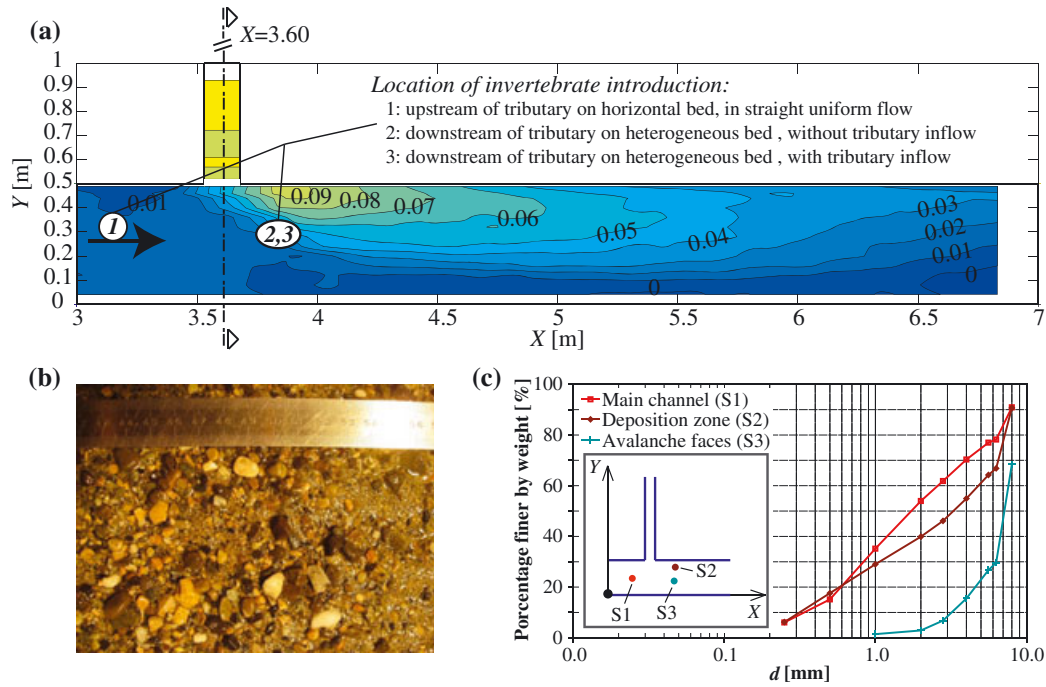 (a)
X=3.60
Location of invertebrate introduction:
1: upstream of tributary on horizontal bed, in straight uniform flow
2: downstream of tributary on heterogeneous bed , without tributary inflow
3: downstream of tributary on heterogeneous bed , with tributary inflow
Y [m]
1
0.9
0.8
0.7
0.6
0.5
0.4
0.3
0.2
0.1
0
0.01
0.09
0.08
0.07
0.06
0.05
0.04
0.03
0.02
0.01
0
0
1
2,3
3
3.5
4
4.5
5
5.5
6
6.5
7
X [m]
(b)
(c)
Porcentage finer by weight [%]
100
80
60
40
20
0
Main channel (S1)
Deposition zone (S2)
Avalanche faces (S3)
Y
S2
S1
S3
X
0.0
0.1
1.0
10.0
d [mm]